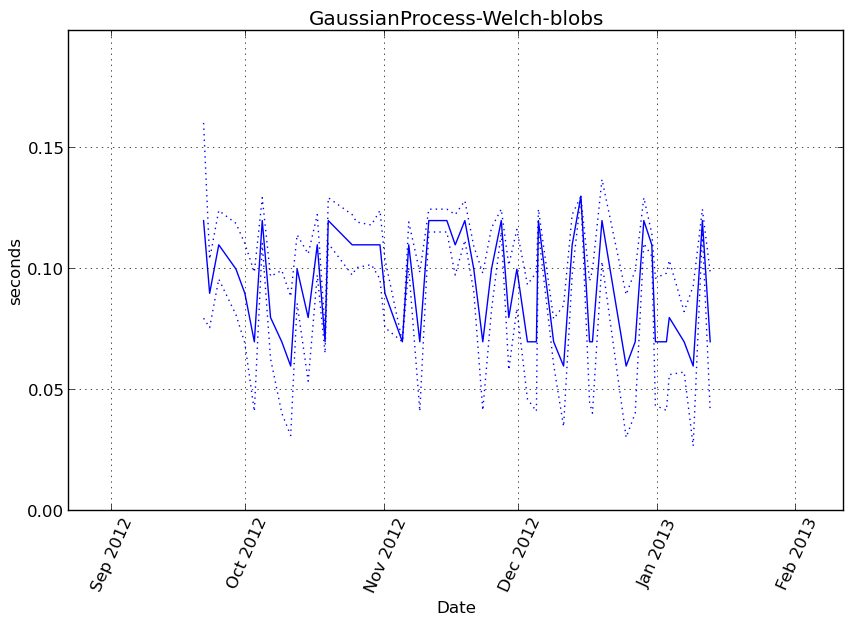 GaussianProcess-Welch-blobs
seconds
0.15
0.10
0.05
0.00
Sep 2012
Oct 2012
Nov 2012
Dec 2012
Jan 2013
Feb 2013
Date